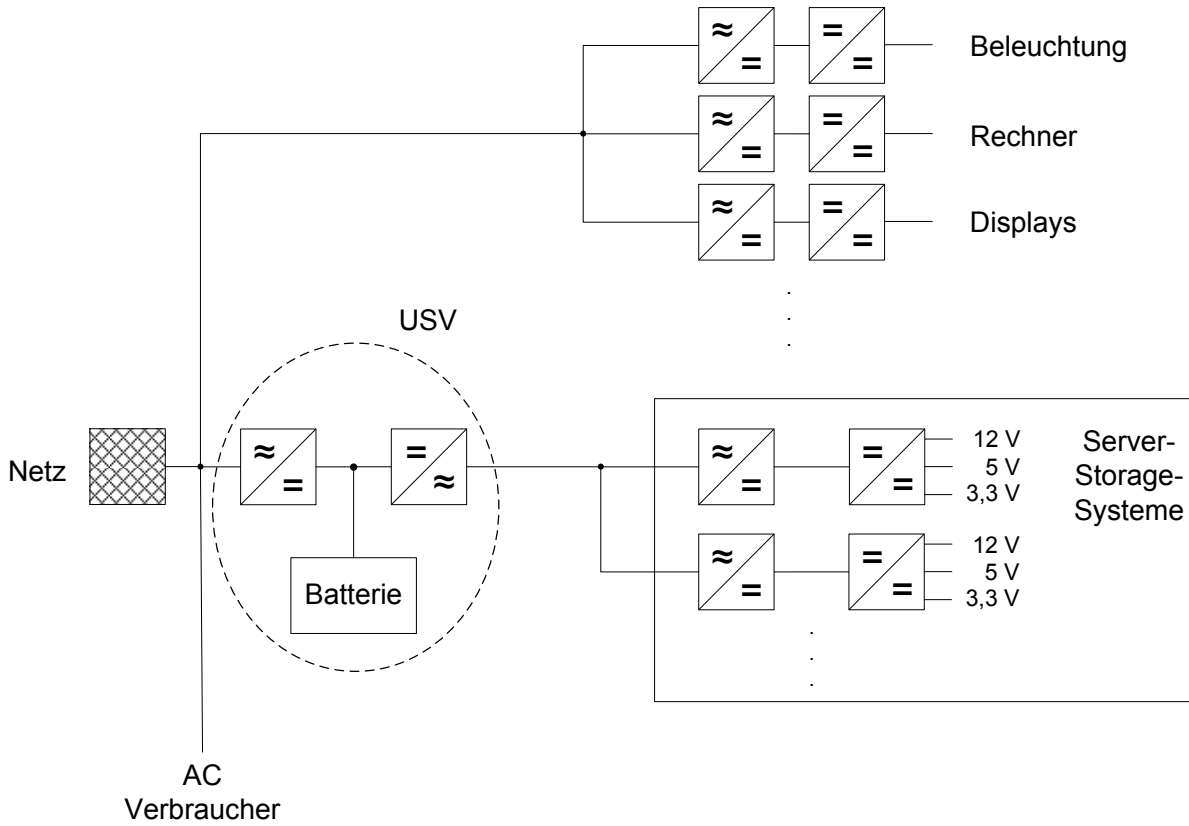 Beleuchtung
Rechner
Displays
USV
Netz
Batterie
12 V
5 V
3,3 V
12 V
5 V
3,3 V
Server-
Storage-
Systeme
AC
Verbraucher